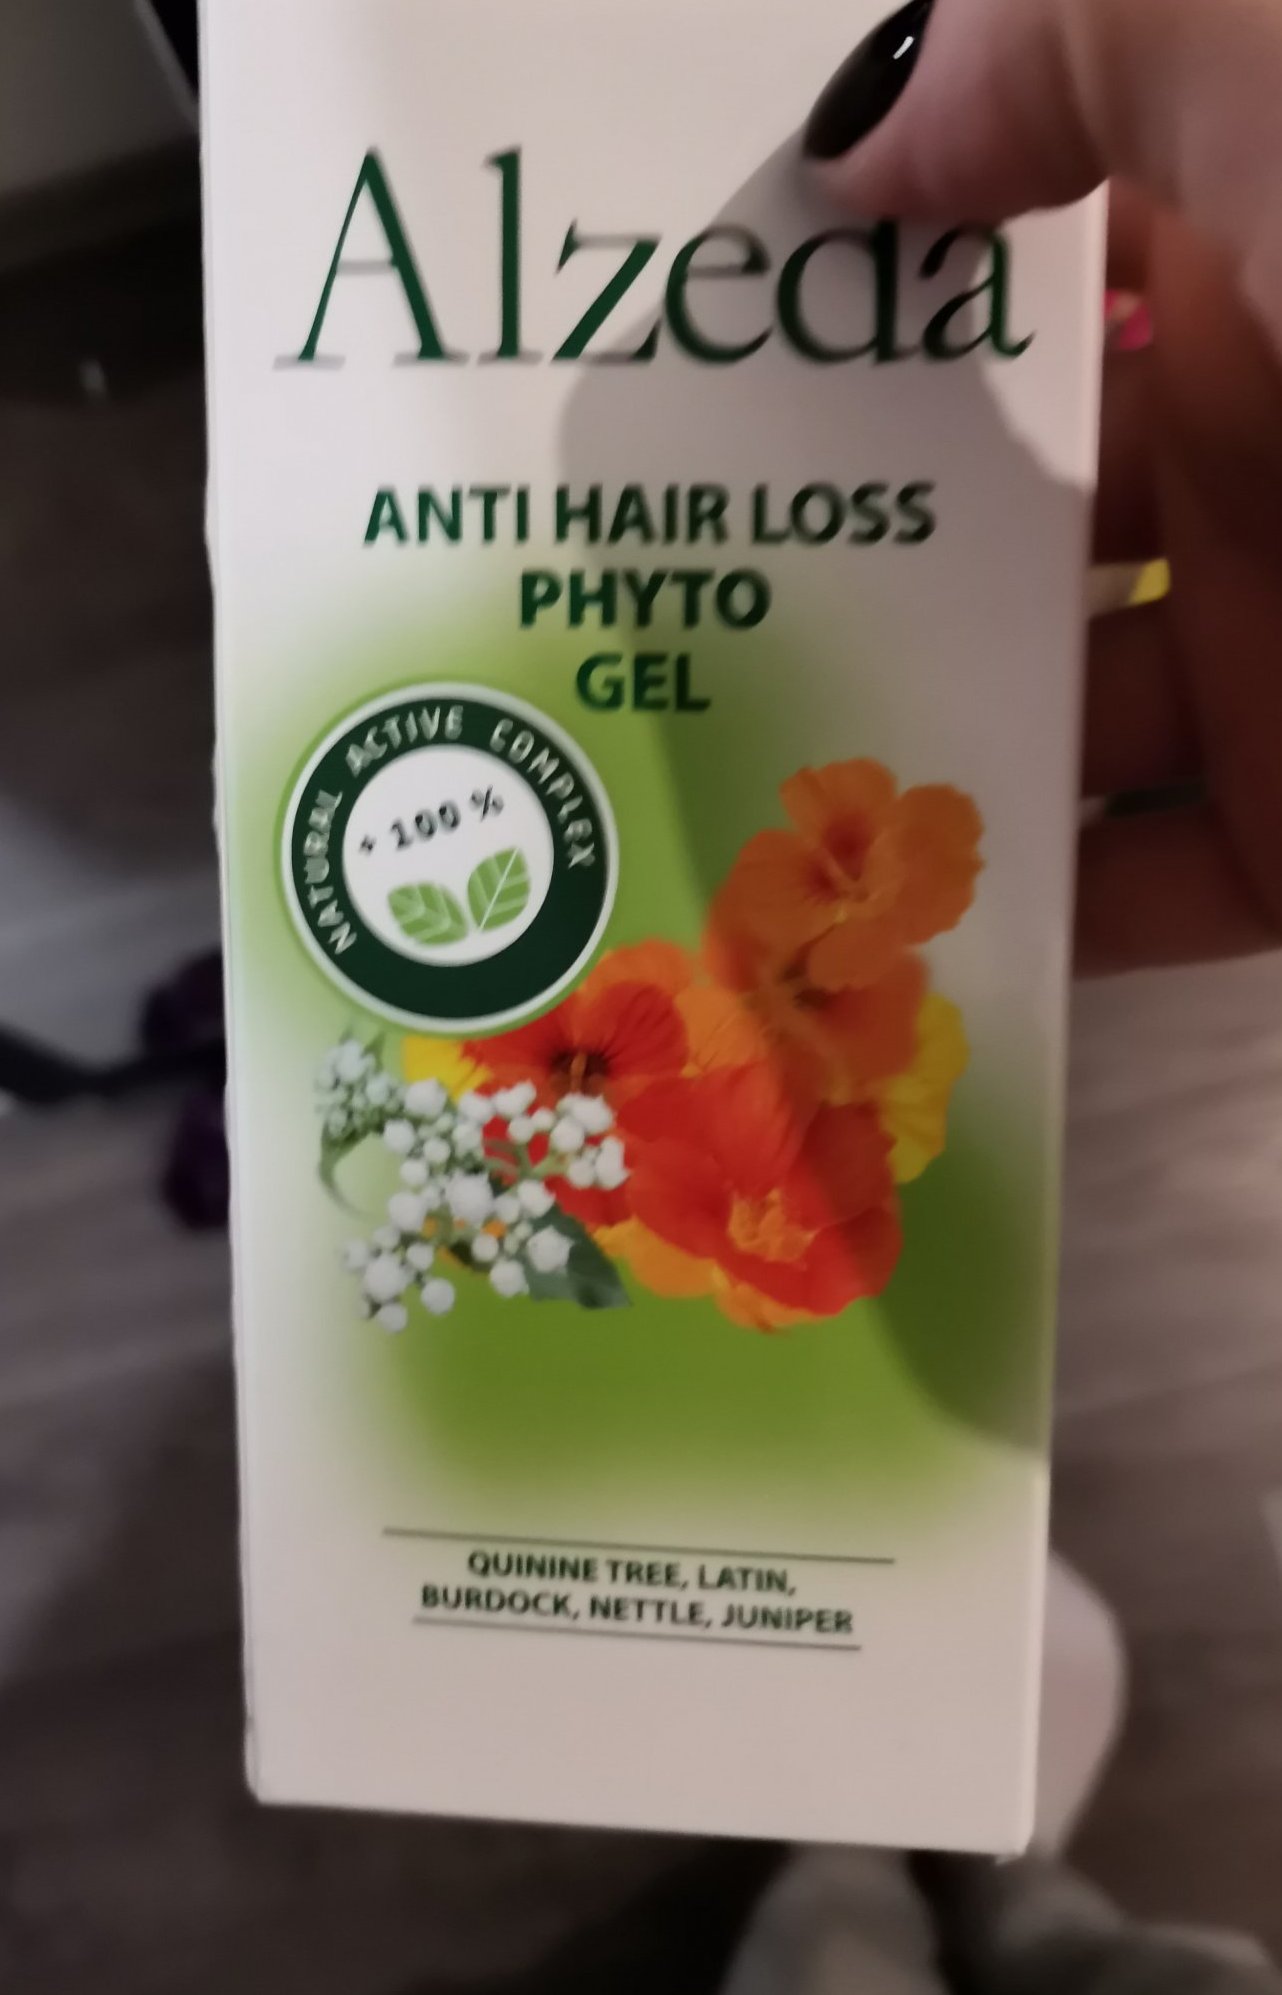 Alzeda
ANTI HAIR LOSS
PHYTO
GEL
NATURAL ACTIVE COMPLEX
+ 100 %
QUININE TREE, LATIN,
BURDOCK, NETTLE, JUNIPER